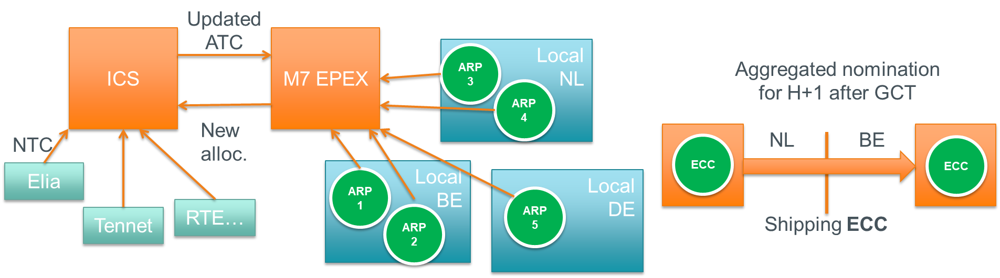 Updated
ATC
ICS
M7 EPEX
New
alloc.
NTC
Elia
Tennet
RTE...
Local
NL
ARP
3
ARP
4
Local
BE
ARP
1
ARP
2
Local
DE
ARP
5
Aggregated nomination
for H+1 after GCT
ECC
NL
BE
ECC
Shipping ECC